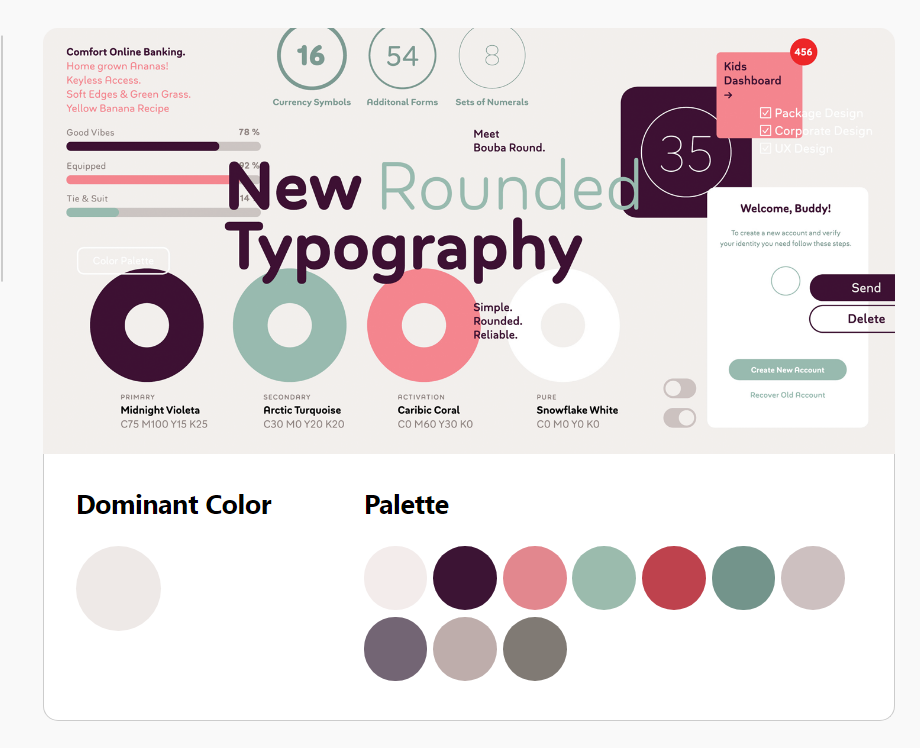 Comfort Online Banking.
Home grown Ananas!
Keyless Access.
Soft Edges & Green Grass.
Yellow Banana Recipe
Good Vibes 78 %
Equipped 92 %
Tie & Suit 14
Color Palette
16
Currency Symbols
54
Additonal Forms
8
Sets of Numerals
Meet
Bouba Round.
New Rounded
Typography
Simple.
Rounded.
Reliable.
35
456
Kids
Dashboard
→
Package Design
Corporate Design
UX Design
Welcome, Buddy!
To create a new account and verify
your identity you need follow these steps.
Send
Delete
Create New Account
Recover Old Account
PRIMARY
Midnight Violeta
C75 M100 Y15 K25
SECONDARY
Arctic Turquoise
C30 M0 Y20 K20
ACTIVATION
Caribic Coral
C0 M60 Y30 K0
PURE
Snowflake White
C0 M0 Y0 K0
Dominant Color
Palette